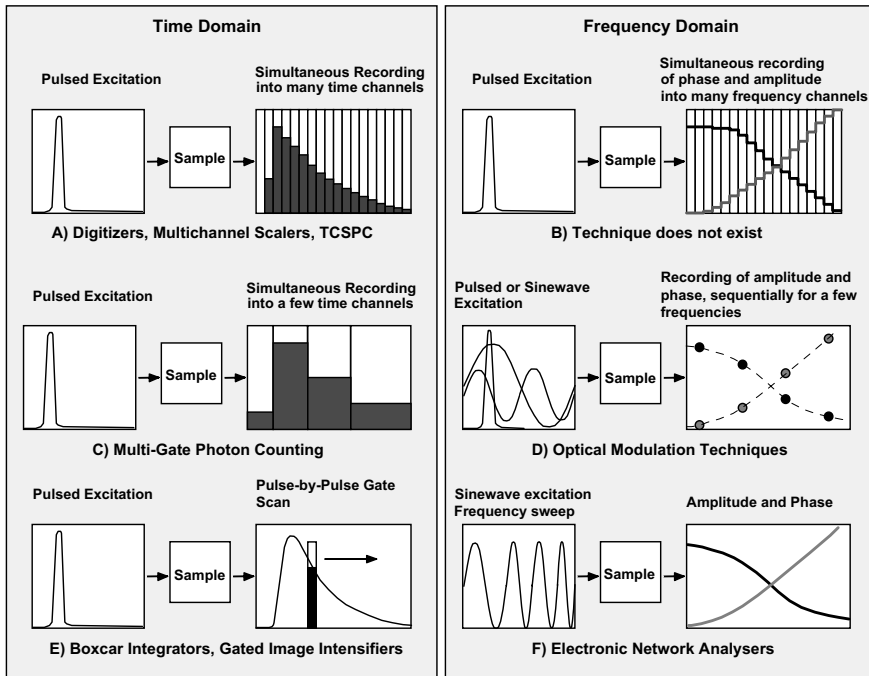 Time Domain
Pulsed Excitation
Simultaneous Recording
into many time channels
Sample
A) Digitizers, Multichannel Scalers, TCSPC
Pulsed Excitation
Simultaneous Recording
into a few time channels
Sample
C) Multi-Gate Photon Counting
Pulsed Excitation
Pulse-by-Pulse Gate
Scan
Sample
E) Boxcar Integrators, Gated Image Intensifiers
Frequency Domain
Pulsed Excitation
Simultaneous recording
of phase and amplitude
into many frequency channels
Sample
B) Technique does not exist
Pulsed or Sinewave
Excitation
Recording of amplitude and
phase, sequentially for a few
frequencies
Sample
D) Optical Modulation Techniques
Sinewave excitation
Frequency sweep
Amplitude and Phase
Sample
F) Electronic Network Analysers